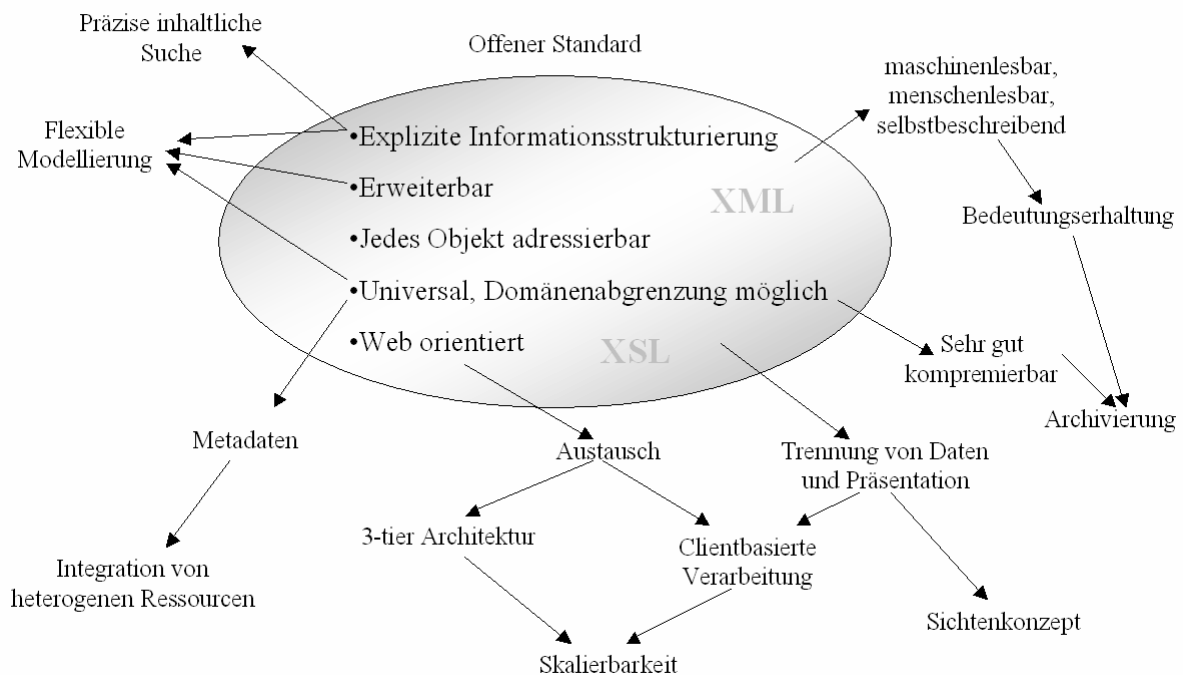 Präzise inhaltliche
Suche
Offener Standard
maschinenlesbar,
menschenlesbar,
selbstbeschreibend
Flexible
Modellierung
•Explizite Informationsstrukturierung
•Erweiterbar
XML
Bedeutungserhaltung
•Jedes Objekt adressierbar
•Universal, Domänenabgrenzung möglich
•Web orientiert
XSL
Sehr gut
kompremierbar
Archivierung
Metadaten
Austausch
Trennung von Daten
und Präsentation
3-tier Architektur
Clientbasierte
Verarbeitung
Integration von
heterogenen Ressourcen
Sichtenkonzept
Skalierbarkeit